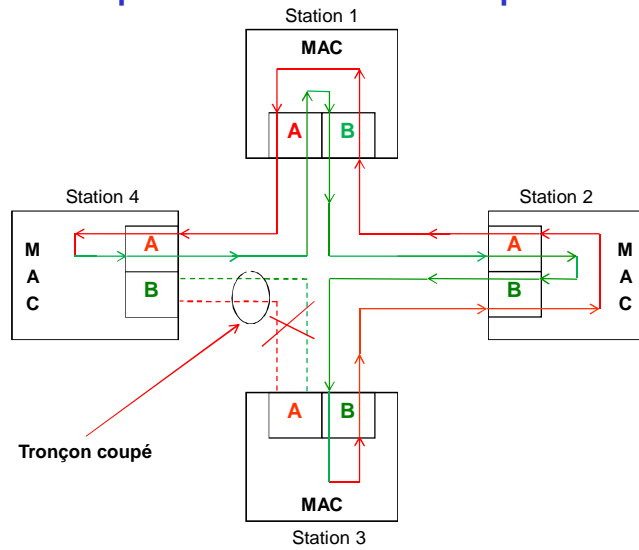 Station 1
MAC
A B
Station 4
Station 2
M
A
C
A
B
A
B
M
A
C
A B
Tronçon coupé
MAC
Station 3